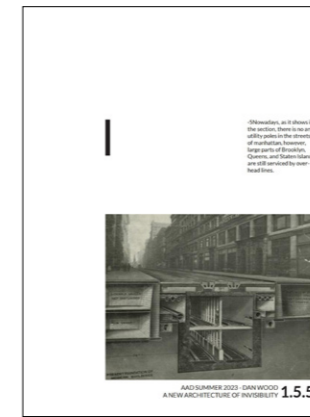 -5Nowadays, as it shows i
the section, there is no an
utility poles in the streets
of manhattan, however,
large parts of Brooklyn,
Queens, and Staten Islan
are still serviced by over-
head lines.
AAD SUMMER 2023 - DAN WOOD
A NEW ARCHITECTURE OF INVISIBILITY
1.5.5